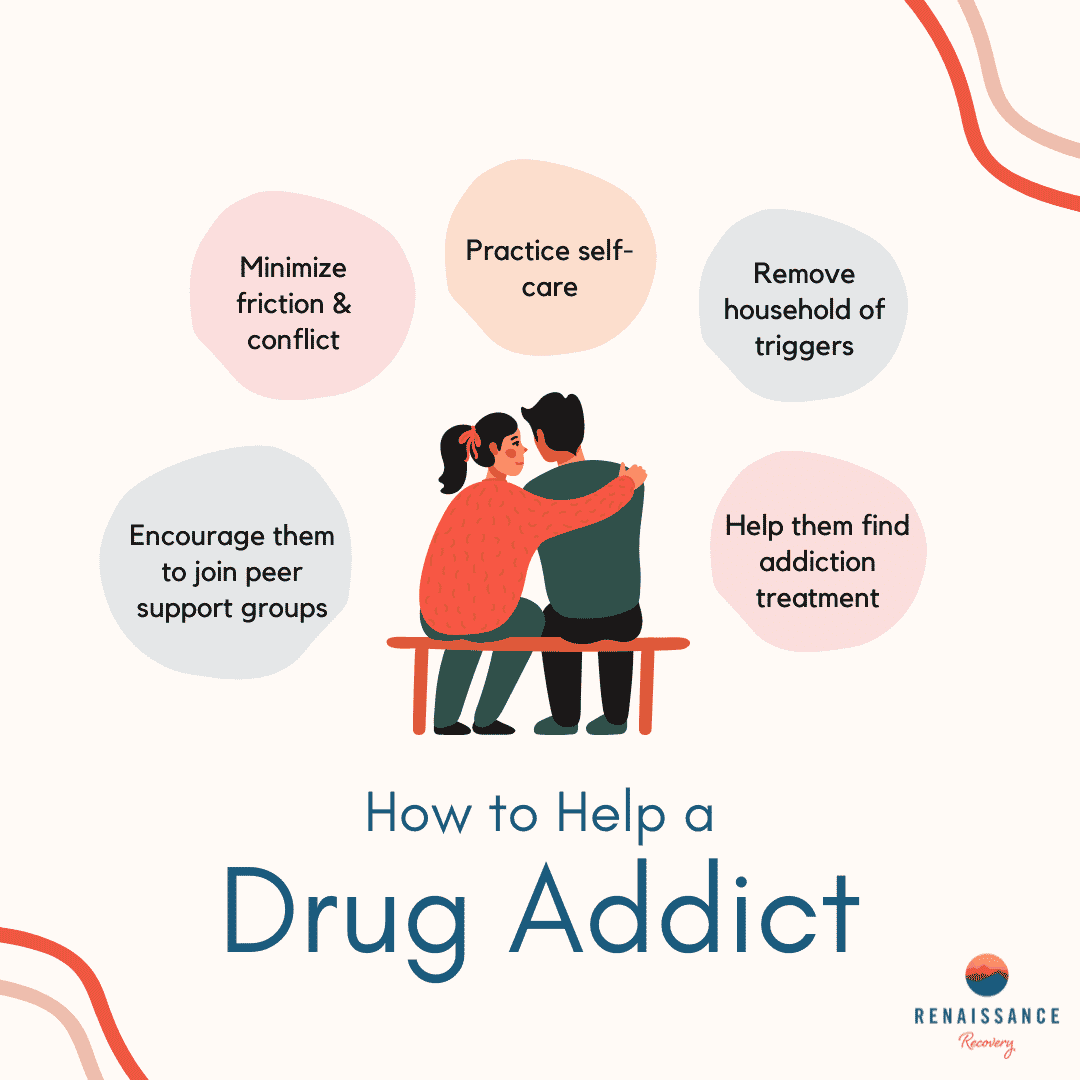 Minimize
friction &
conflict
Practice self-
care
Remove
household of
triggers
Encourage them
to join peer
support groups
Help them find
addiction
treatment
How to Help a
Drug Addict
RENAISSANCE
Recovery